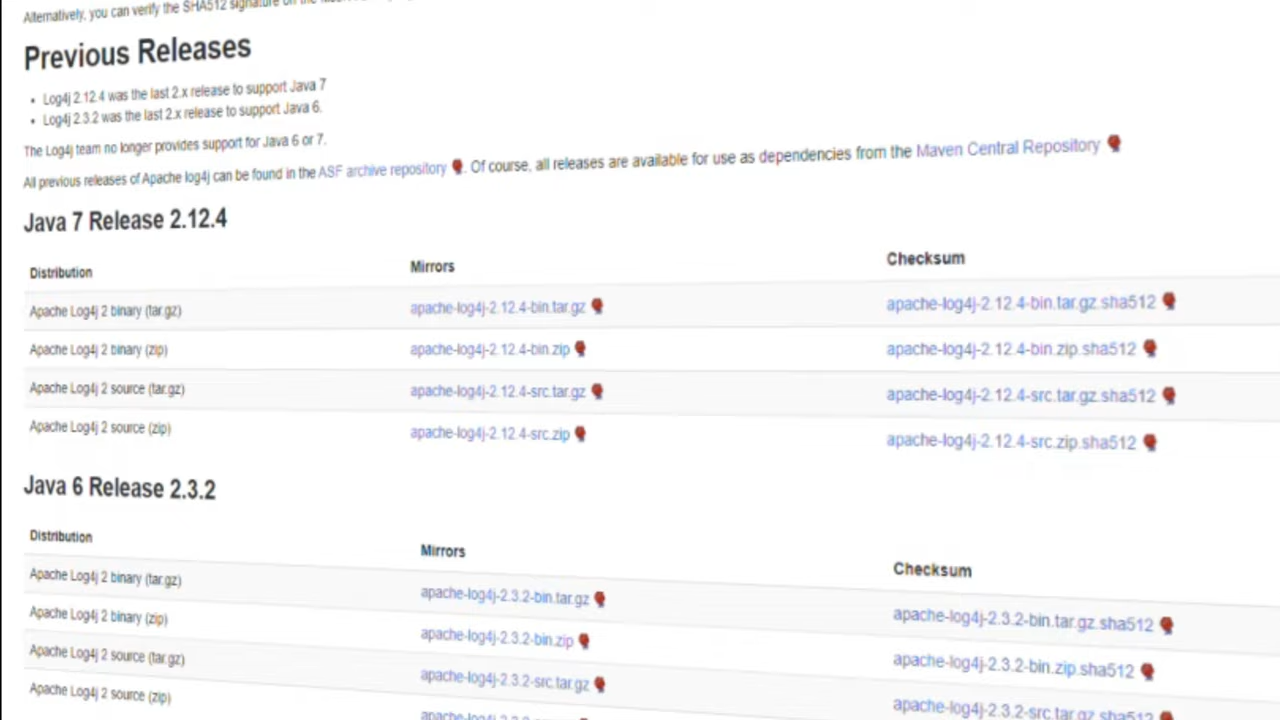 Alternatively, you can verify the SHA512 signature on the
Previous Releases
• Log4j 2.12.4 was the last 2.x release to support Java 7
• Log4j 2.3.2 was the last 2.x release to support Java 6.
The Log4j team no longer provides support for Java 6 or 7.
All previous releases of Apache log4j can be found in the ASF archive repository . Of course, all releases are available for use as dependencies from the Maven Central Repository
Java 7 Release 2.12.4
Distribution Mirrors Checksum
Apache Log4j 2 binary (tar.gz) apache-log4j-2.12.4-bin.tar.gz apache-log4j-2.12.4-bin.tar.gz.sha512
Apache Log4j 2 binary (zip) apache-log4j-2.12.4-bin.zip apache-log4j-2.12.4-bin.zip.sha512
Apache Log4j 2 source (tar.gz) apache-log4j-2.12.4-src.tar.gz apache-log4j-2.12.4-src.tar.gz.sha512
Apache Log4j 2 source (zip) apache-log4j-2.12.4-src.zip apache-log4j-2.12.4-src.zip.sha512
Java 6 Release 2.3.2
Distribution Mirrors Checksum
Apache Log4j 2 binary (tar.gz) apache-log4j-2.3.2-bin.tar.gz apache-log4j-2.3.2-bin.tar.gz.sha512
Apache Log4j 2 binary (zip) apache-log4j-2.3.2-bin.zip apache-log4j-2.3.2-bin.zip.sha512
Apache Log4j 2 source (tar.gz) apache-log4j-2.3.2-src.tar.gz apache-log4j-2.3.2-src.tar.gz.sha512
Apache Log4j 2 source (zip)